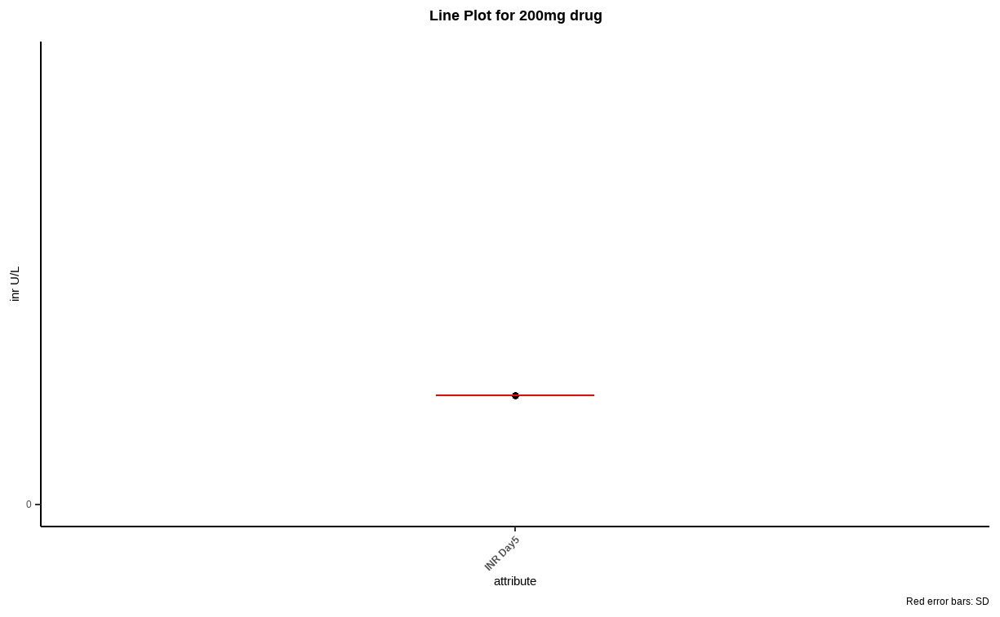 Line Plot for 200mg drug
inr U/L
0
INR Day5
attribute
Red error bars: SD